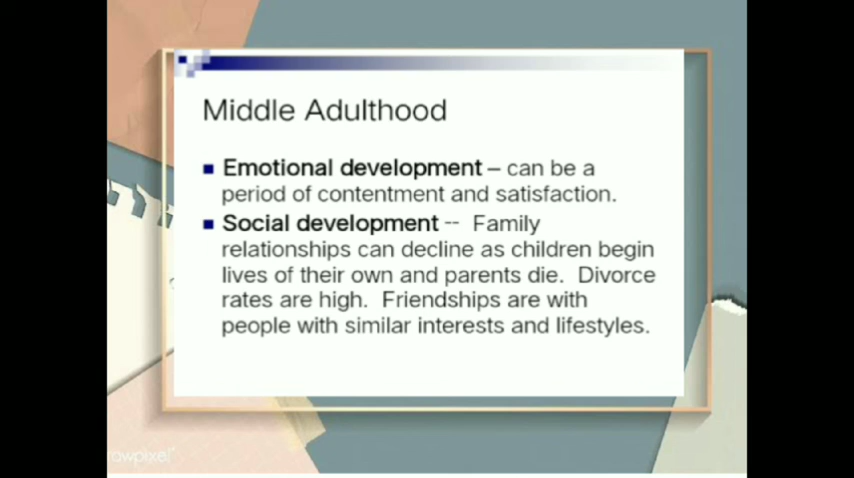 Middle Adulthood
Emotional development – can be a
period of contentment and satisfaction.
Social development -- Family
relationships can decline as children begin
lives of their own and parents die. Divorce
rates are high. Friendships are with
people with similar interests and lifestyles.